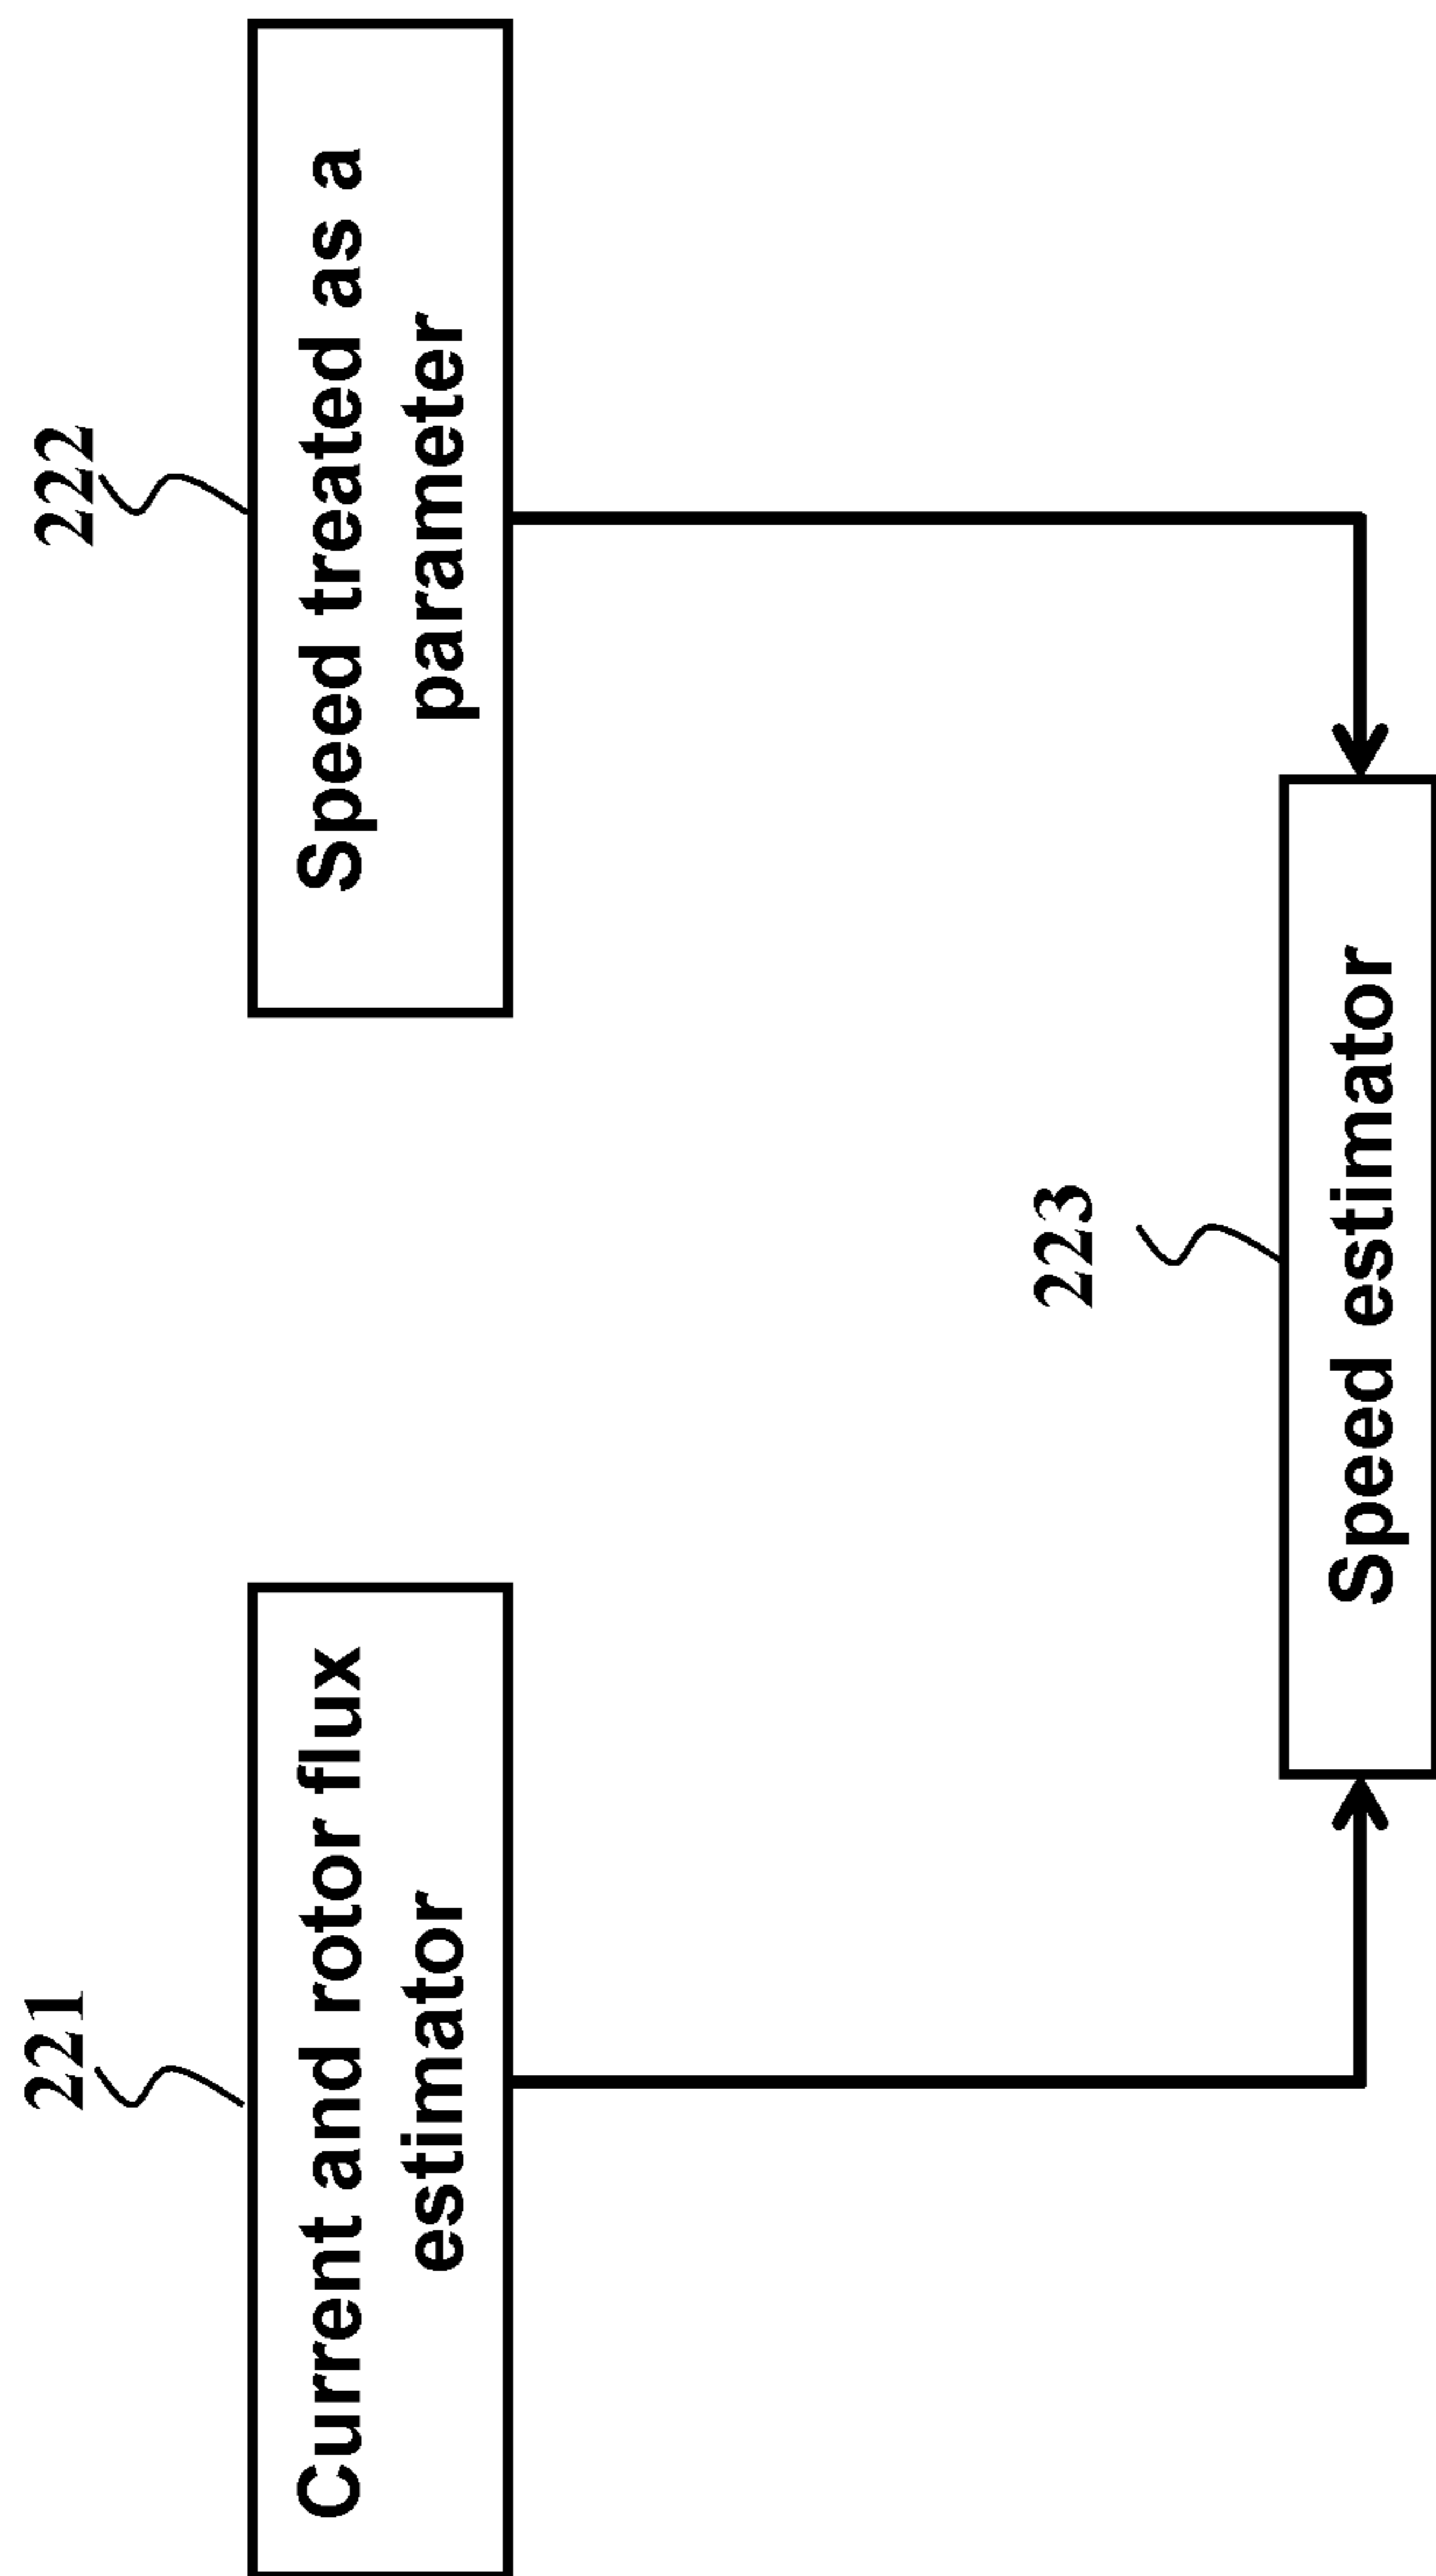 221
Current and rotor flux
estimator
222
Speed treated as a
parameter
223
Speed estimator